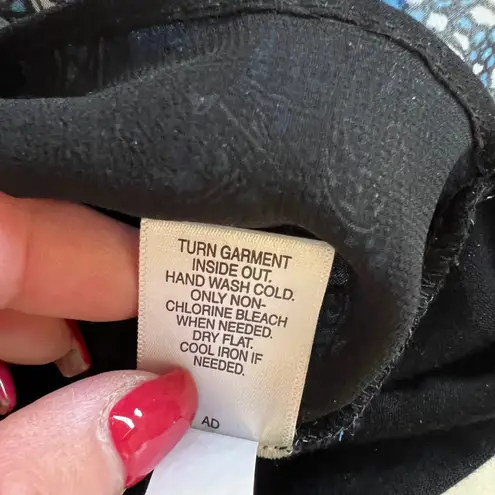 TURN GARMENT
INSIDE OUT.
HAND WASH COLD.
ONLY NON-
CHLORINE BLEACH
WHEN NEEDED.
DRY FLAT.
COOL IRON IF
NEEDED.
AD